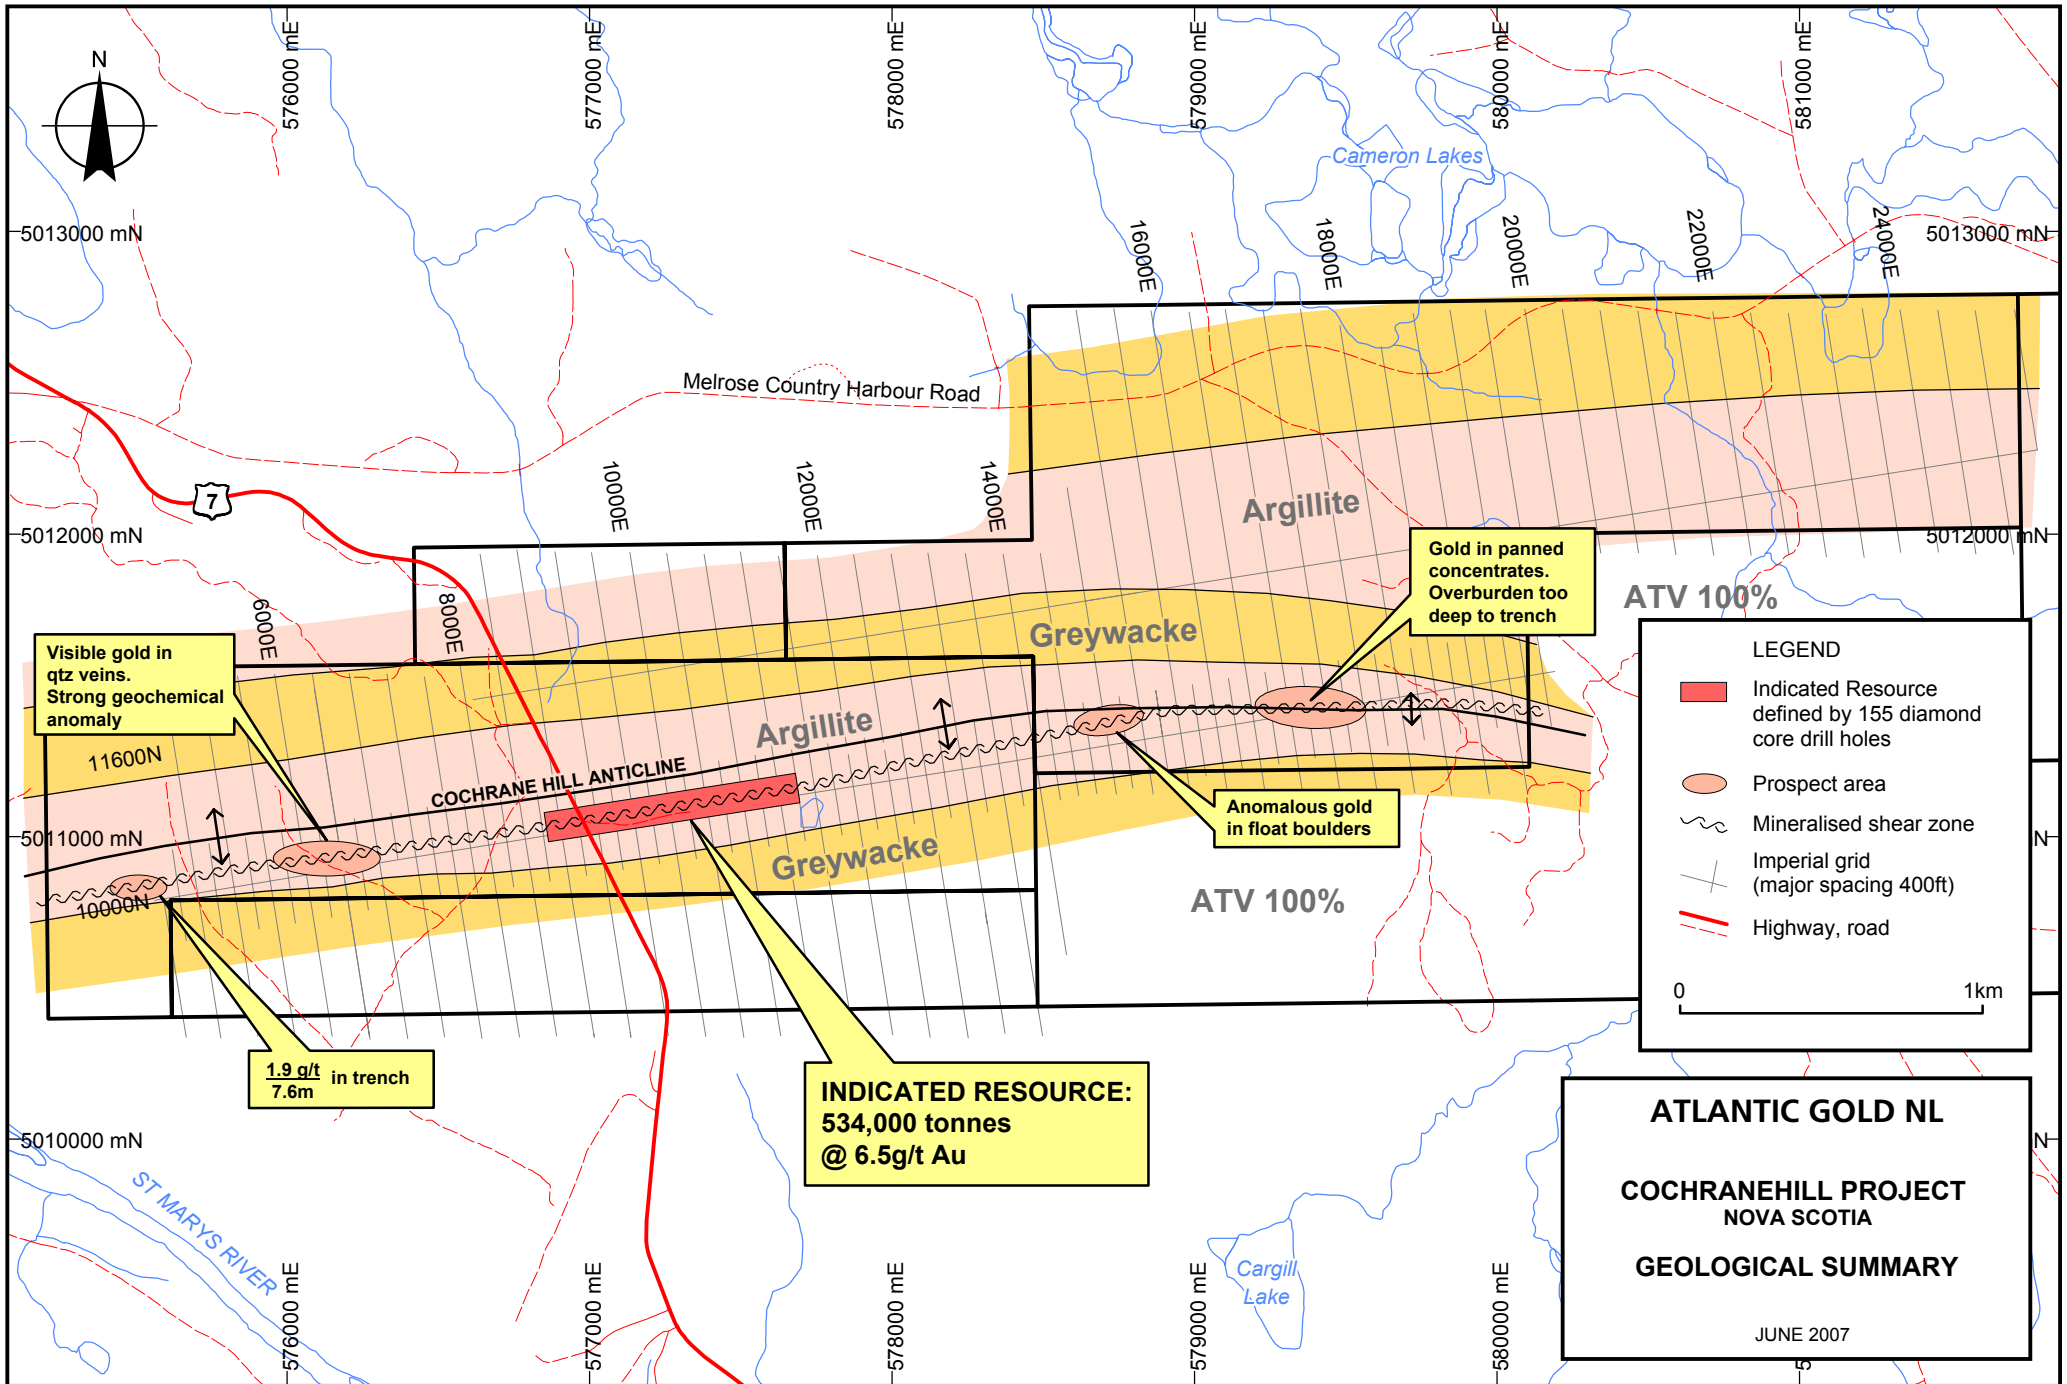 576000 mE
577000 mE
578000 mE
579000 mE
580000 mE
581000 mE
N
Cameron Lakes
5013000 mN
5013000 mN
16000E
18000E
20000E
22000E
24000E
Melrose Country Harbour Road
7
10000E
12000E
14000E
Argillite
5012000 mN
5012000 mN
Gold in panned
concentrates.
Overburden too
deep to trench
ATV 100%
6000E
8000E
Greywacke
Visible gold in
qtz veins.
Strong geochemical
anomaly
11600N
Argillite
COCHRANE HILL ANTICLINE
Anomalous gold
in float boulders
5011000 mN
N
Greywacke
10000N
ATV 100%
LEGEND
Indicated Resource
defined by 155 diamond
core drill holes
Prospect area
Mineralised shear zone
Imperial grid
(major spacing 400ft)
Highway, road
0 1km
1.9 g/t
7.6m
in trench
INDICATED RESOURCE:
534,000 tonnes
@ 6.5g/t Au
5010000 mN
N
ST MARYS RIVER
Cargill
Lake
576000 mE
577000 mE
578000 mE
579000 mE
580000 mE
ATLANTIC GOLD NL
COCHRANEHILL PROJECT
NOVA SCOTIA
GEOLOGICAL SUMMARY
JUNE 2007